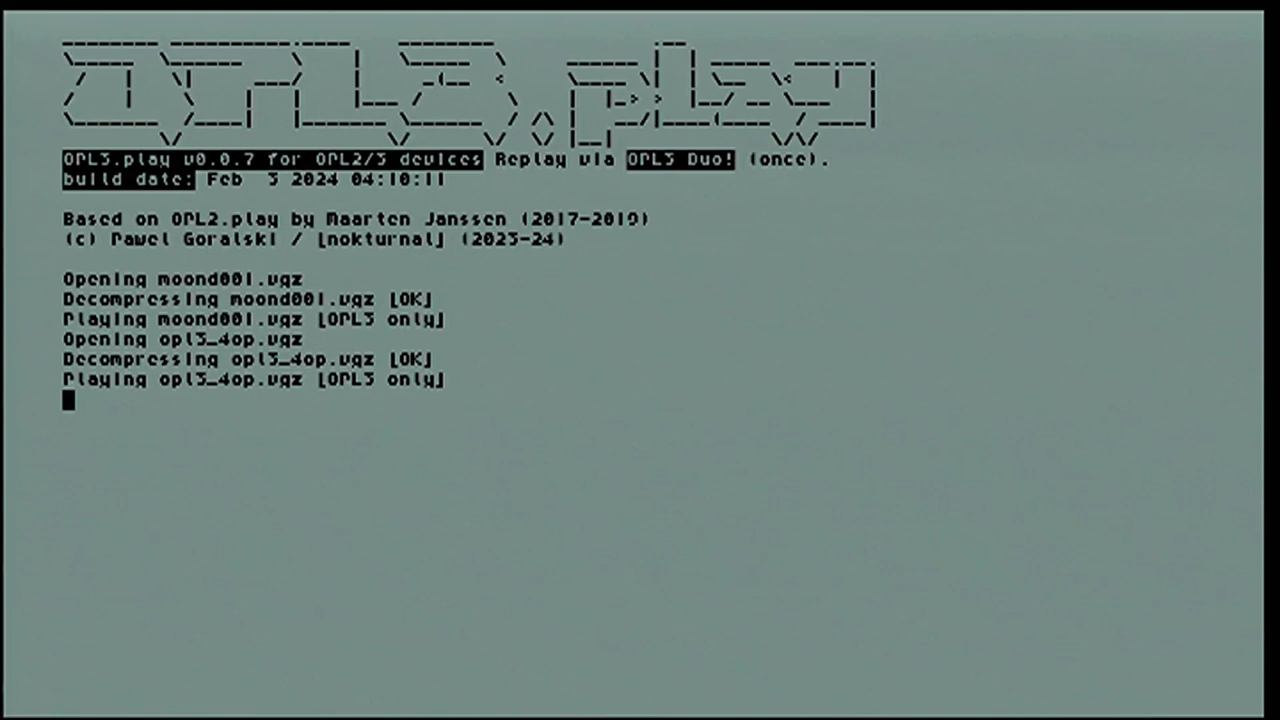 OPL3.play
OPL3.play v0.0.7 for OPL2/3 devices Replay via OPL3 Duo! (once).
build date: Feb  3 2024 04:10:11
Based on OPL2.play by Maarten Janssen (2017-2019)
(c) Pawel Goralski / [nokturnal] (2023-24)
Opening moond001.vgz
Decompressing moond001.vgz [OK]
Playing moond001.vgz [OPL3 only]
Opening opl3_4op.vgz
Decompressing opl3_4op.vgz [OK]
Playing opl3_4op.vgz [OPL3 only]